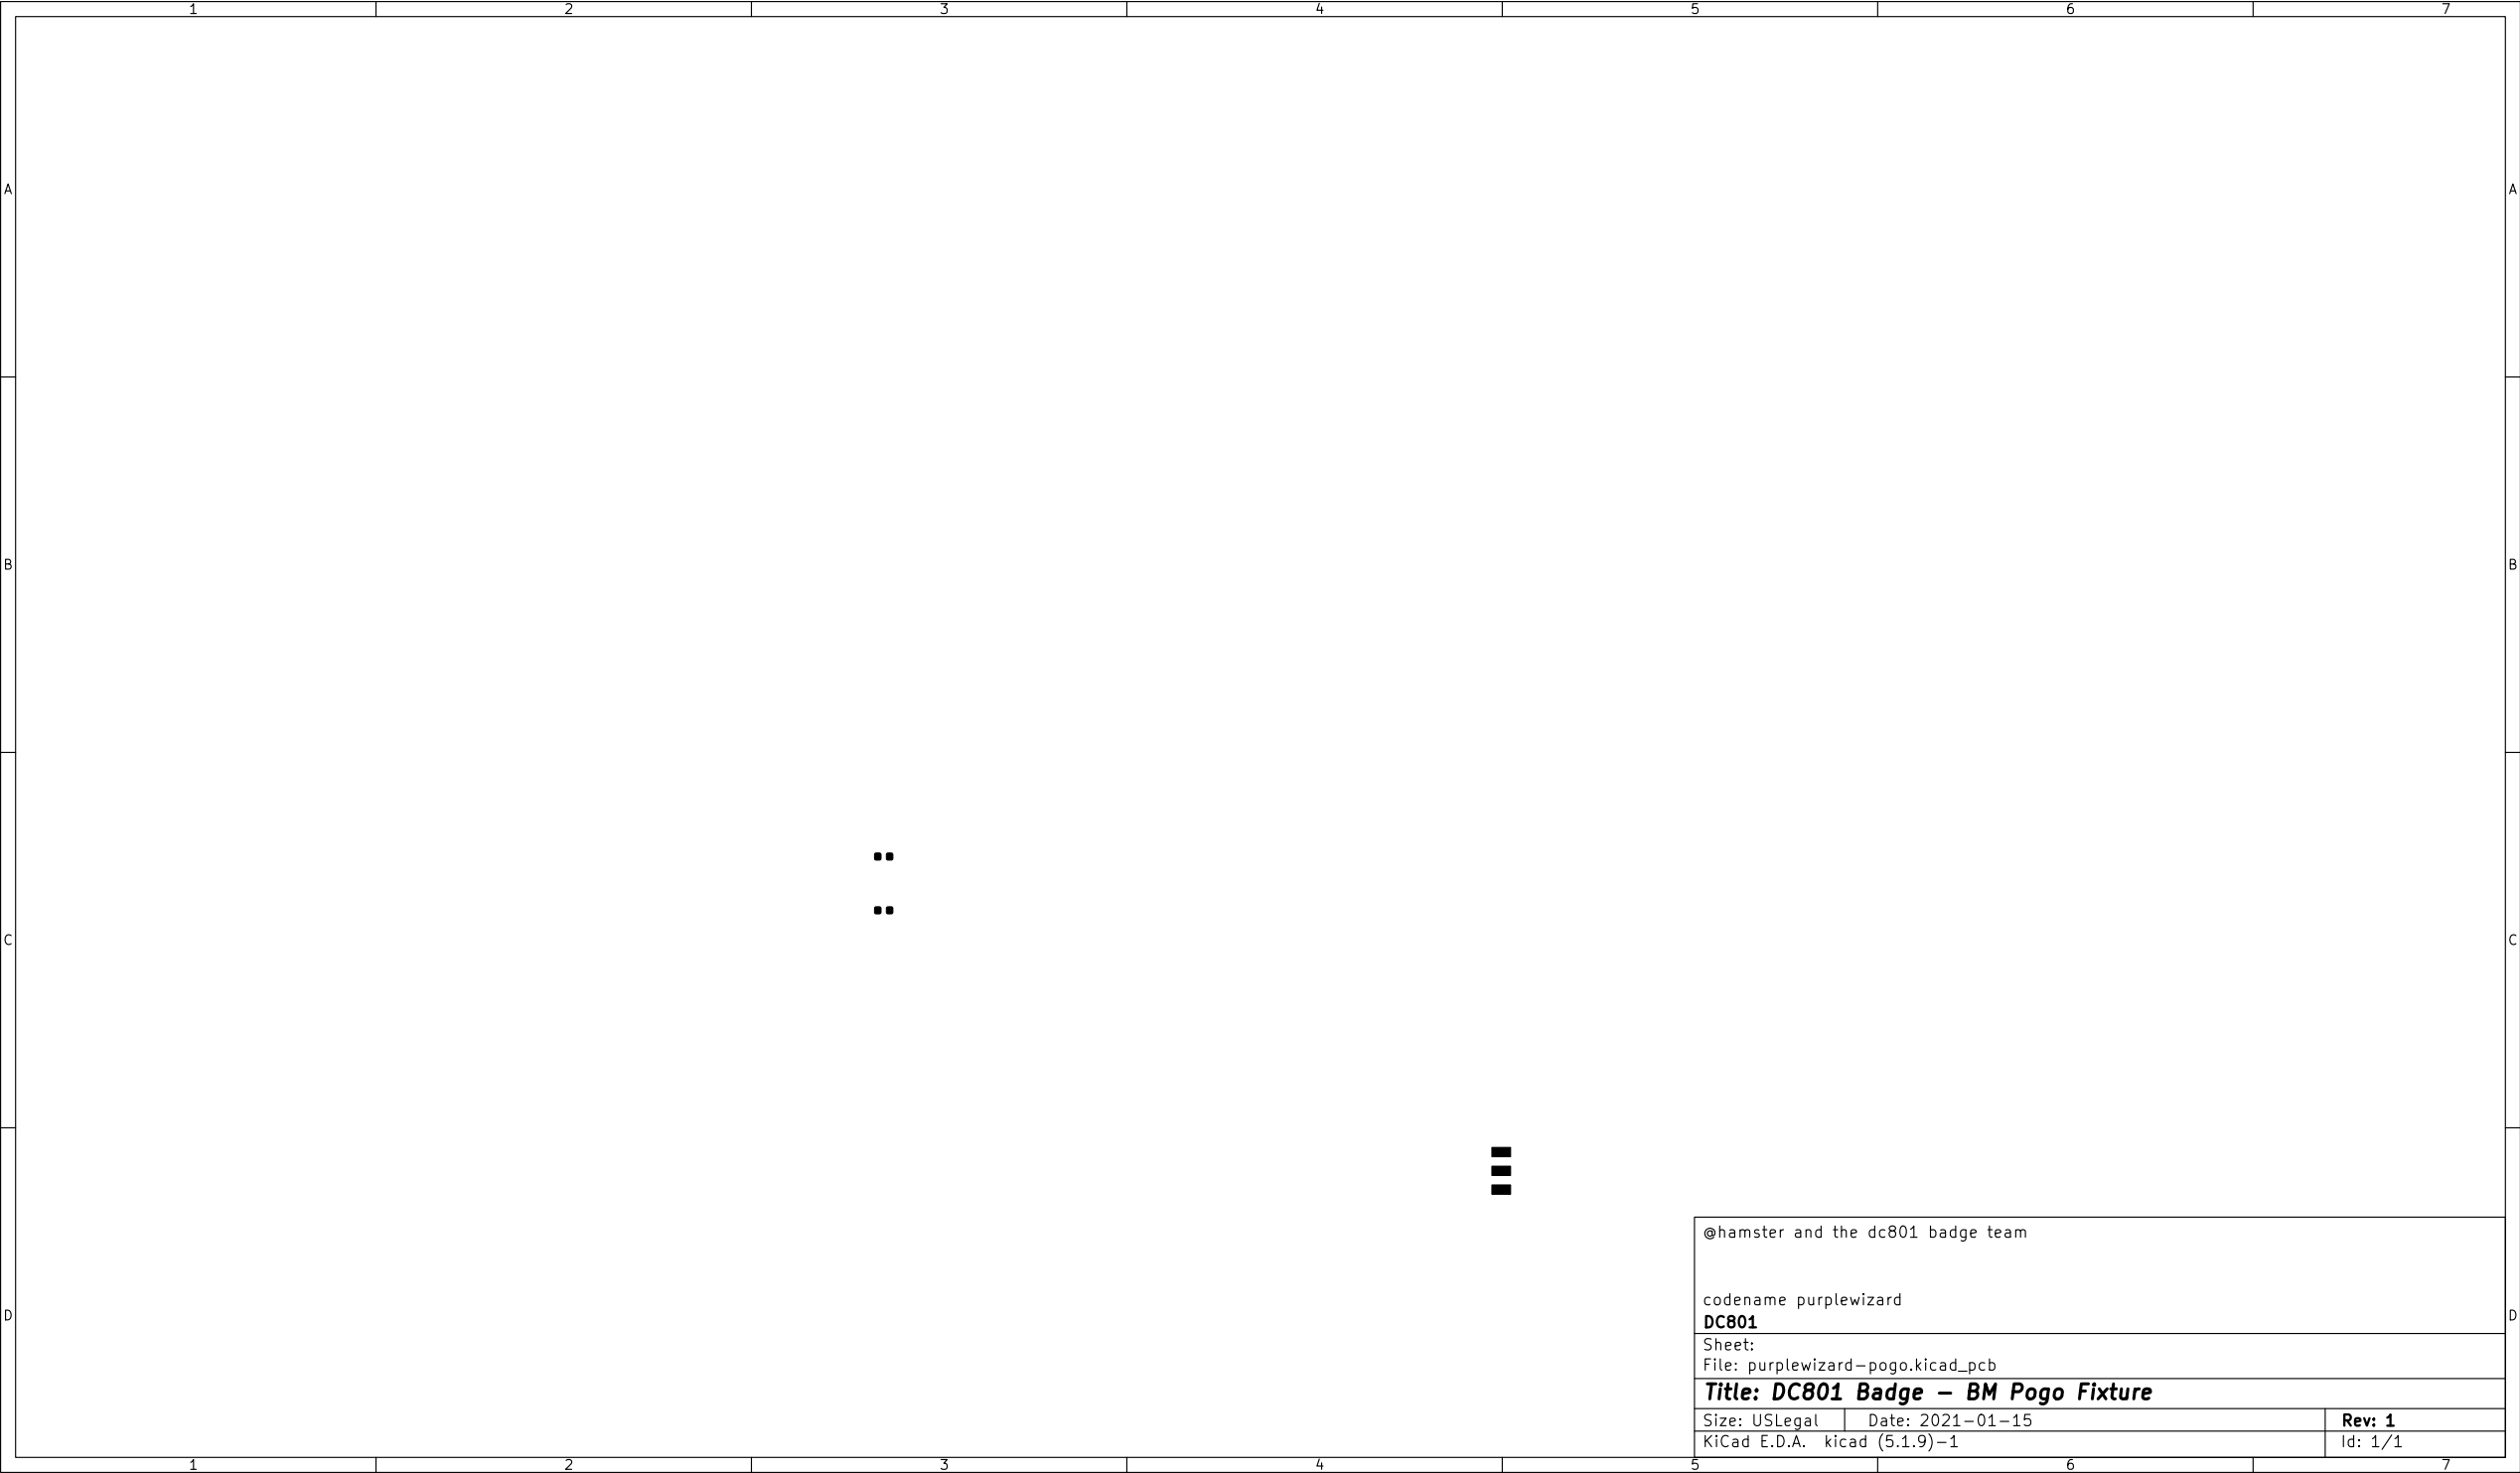 1 2 3 4 5 6 7
A A
B B
C C
D D
@hamster and the dc801 badge team
codename purplewizard
DC801
Sheet:
File: purplewizard-pogo.kicad_pcb
Title: DC801 Badge - BM Pogo Fixture
Size: USLegal Date: 2021-01-15 Rev: 1
KiCad E.D.A. kicad (5.1.9)-1 Id: 1/1
1 2 3 4 5 6 7